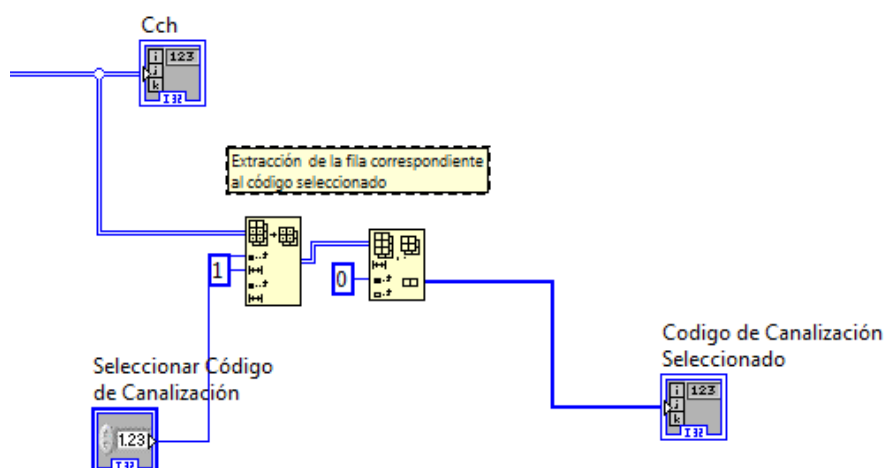 Cch
i 123
j
k
I32
Extracción de la fila correspondiente
al código seleccionado
1
0
Codigo de Canalización
Seleccionado
i 123
j
k
I32
Seleccionar Código
de Canalización
1.23
I32